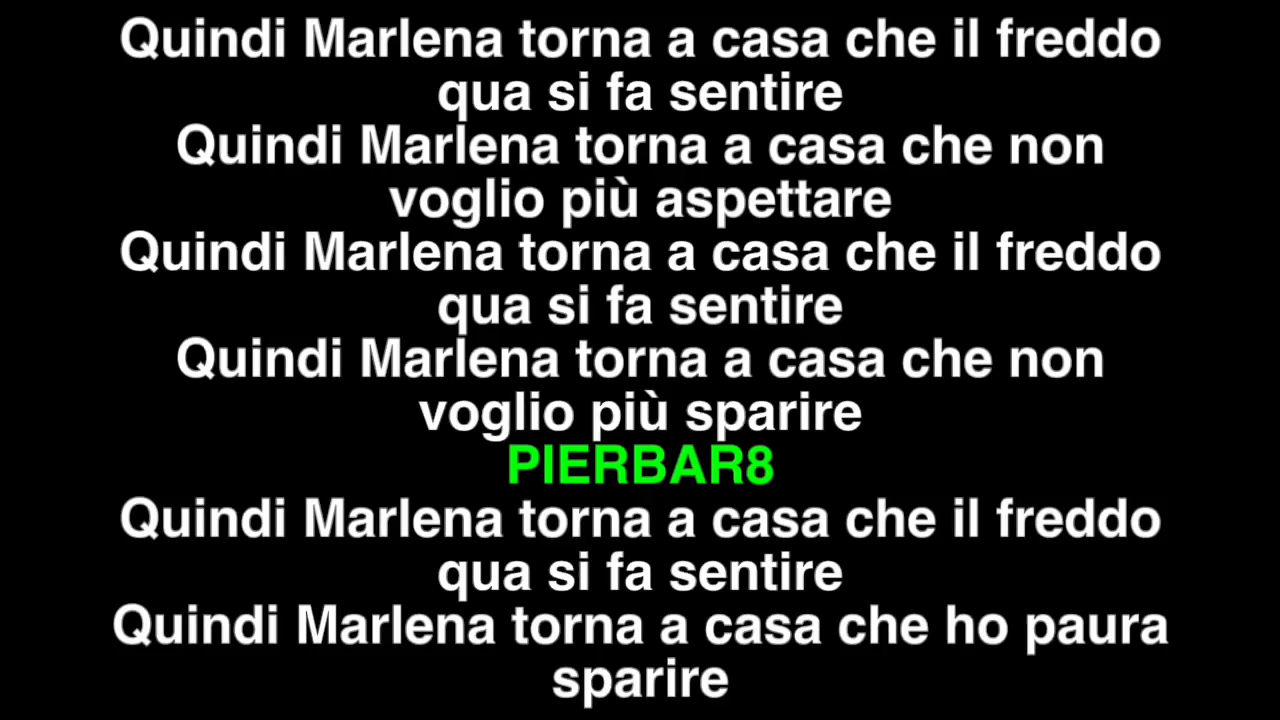 Quindi Marlena torna a casa che il freddo
qua si fa sentire
Quindi Marlena torna a casa che non
voglio più aspettare
Quindi Marlena torna a casa che il freddo
qua si fa sentire
Quindi Marlena torna a casa che non
voglio più sparire
PIERBAR8
Quindi Marlena torna a casa che il freddo
qua si fa sentire
Quindi Marlena torna a casa che ho paura
sparire